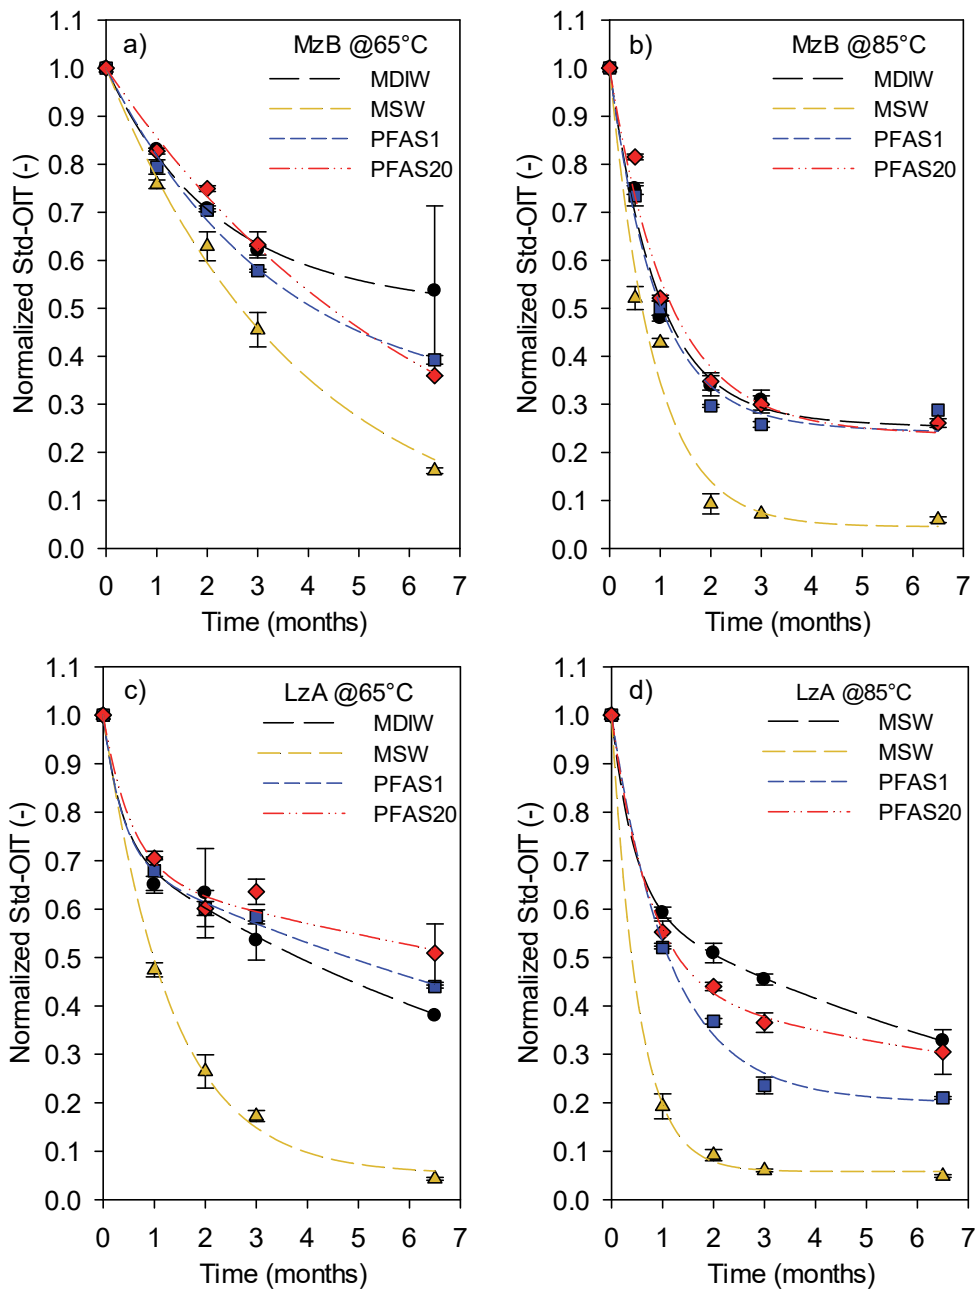 a) MzB @65°C
MDIW
MSW
PFAS1
PFAS20
Normalized Std-OIT (-)
1.1
1.0
0.9
0.8
0.7
0.6
0.5
0.4
0.3
0.2
0.1
0.0
0 1 2 3 4 5 6 7
Time (months)
b) MzB @85°C
MDIW
MSW
PFAS1
PFAS20
Normalized Std-OIT (-)
1.1
1.0
0.9
0.8
0.7
0.6
0.5
0.4
0.3
0.2
0.1
0.0
0 1 2 3 4 5 6 7
Time (months)
c) LzA @65°C
MDIW
MSW
PFAS1
PFAS20
Normalized Std-OIT (-)
1.1
1.0
0.9
0.8
0.7
0.6
0.5
0.4
0.3
0.2
0.1
0.0
0 1 2 3 4 5 6 7
Time (months)
d) LzA @85°C
MSW
MSW
PFAS1
PFAS20
Normalized Std-OIT (-)
1.1
1.0
0.9
0.8
0.7
0.6
0.5
0.4
0.3
0.2
0.1
0.0
0 1 2 3 4 5 6 7
Time (months)